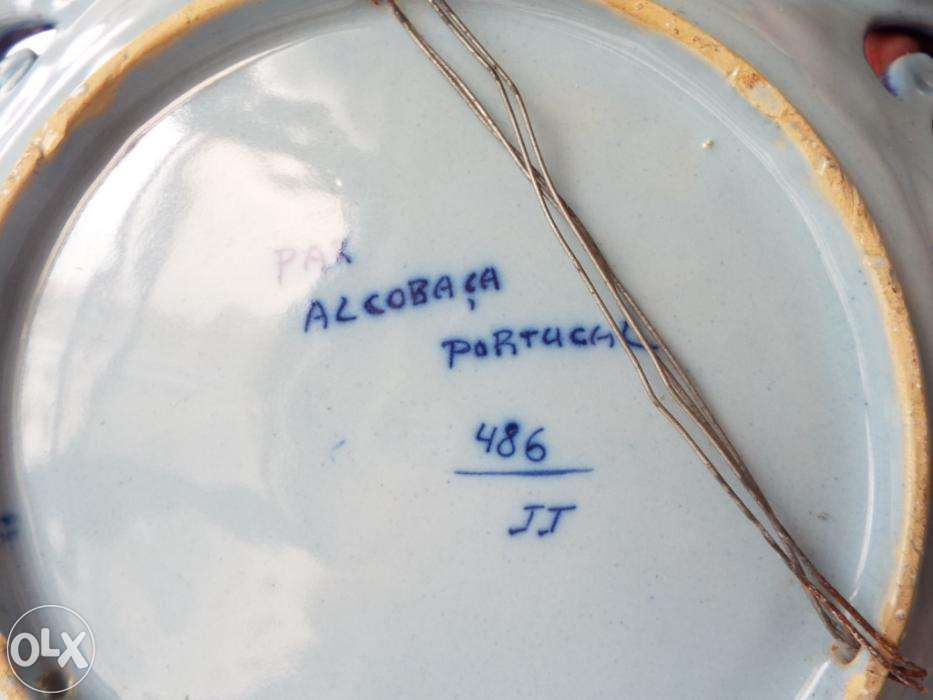 PAX
ALCOBAÇA
PORTUGAL
486
JJ
OLX